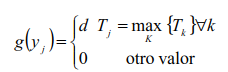 g(y_j) = { d  T_j = max_K {T_k} ∀k
0  otro valor